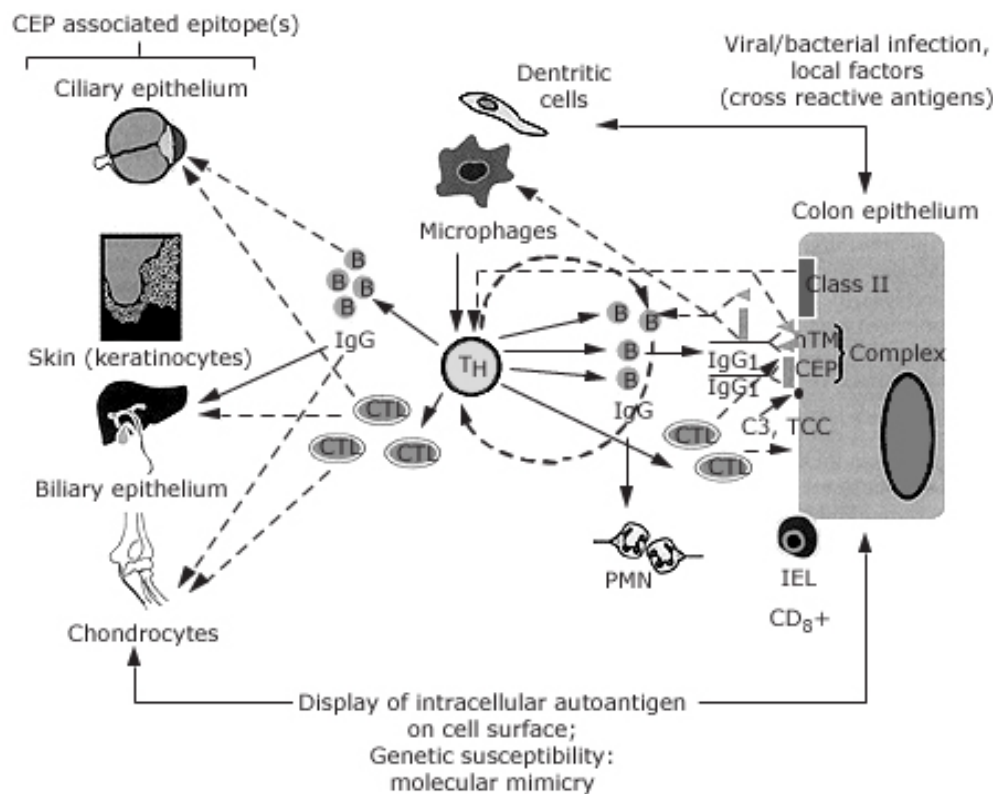 CEP associated epitope(s)
Ciliary epithelium
Skin (keratinocytes)
Biliary epithelium
Chondrocytes
Dentritic
cells
Microphages
B
B
B
B
IgG
CTL
CTL
CTL
TH
B
B
B
B
IgG
PMN
IgG1
IgG1
CTL
CTL
C3, TCC
Viral/bacterial infection,
local factors
(cross reactive antigens)
Colon epithelium
Class II
hTM
CEP
Complex
IEL
CD8+
Display of intracellular autoantigen
on cell surface;
Genetic susceptibility:
molecular mimicry